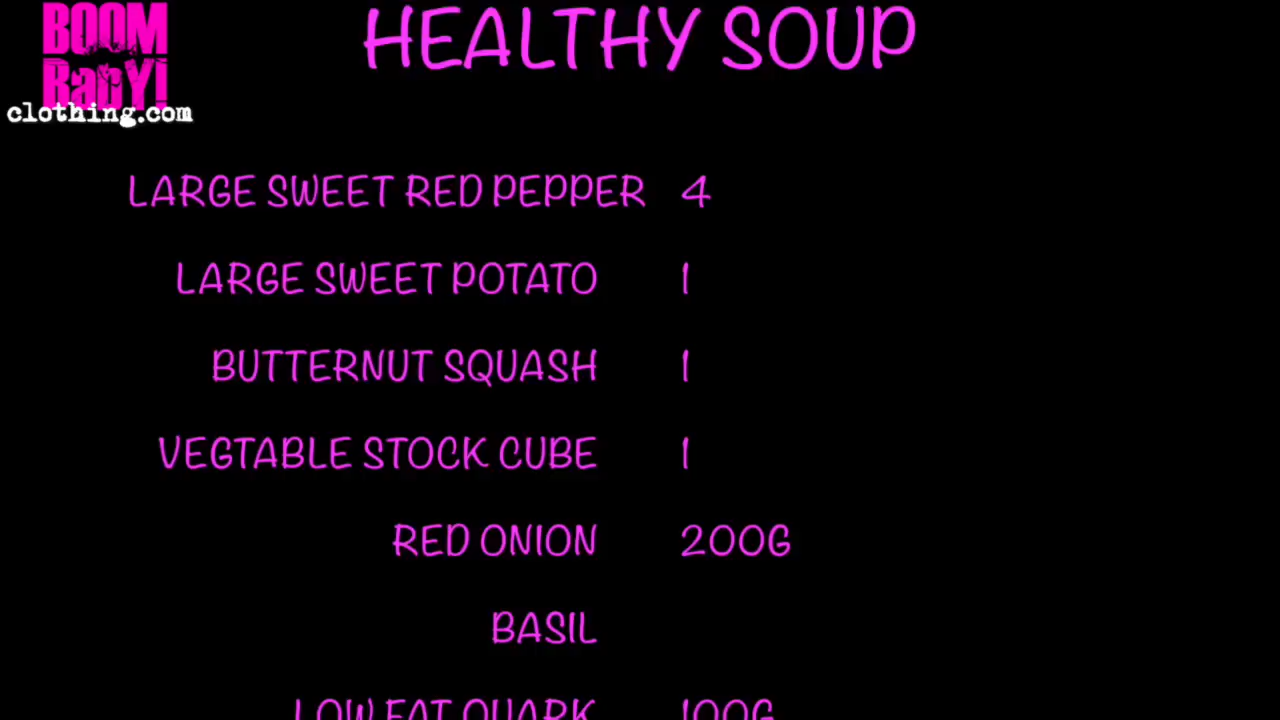 BOOM
BaBY!
clothing.com
HEALTHY SOUP
LARGE SWEET RED PEPPER 4
LARGE SWEET POTATO 1
BUTTERNUT SQUASH 1
VEGTABLE STOCK CUBE 1
RED ONION 200G
BASIL
LOW FAT QUARK 100G